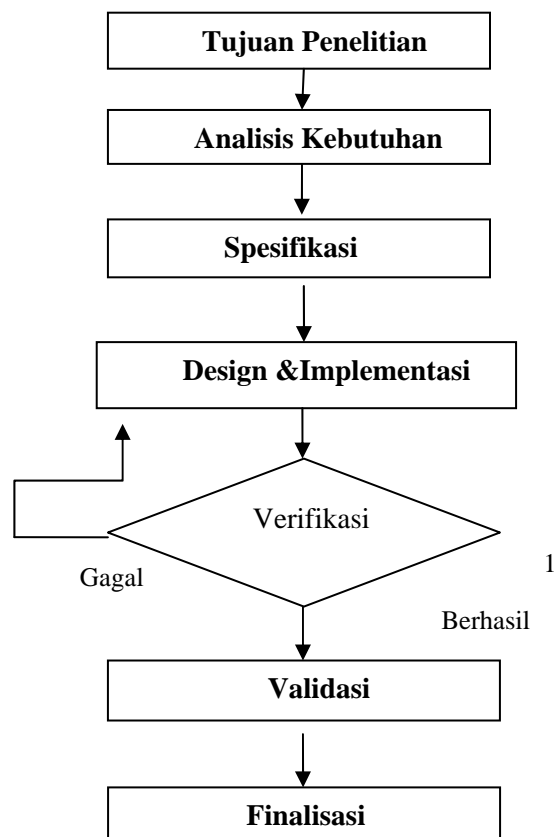 Tujuan Penelitian
Analisis Kebutuhan
Spesifikasi
Design &Implementasi
Verifikasi
Gagal
1
Berhasil
Validasi
Finalisasi